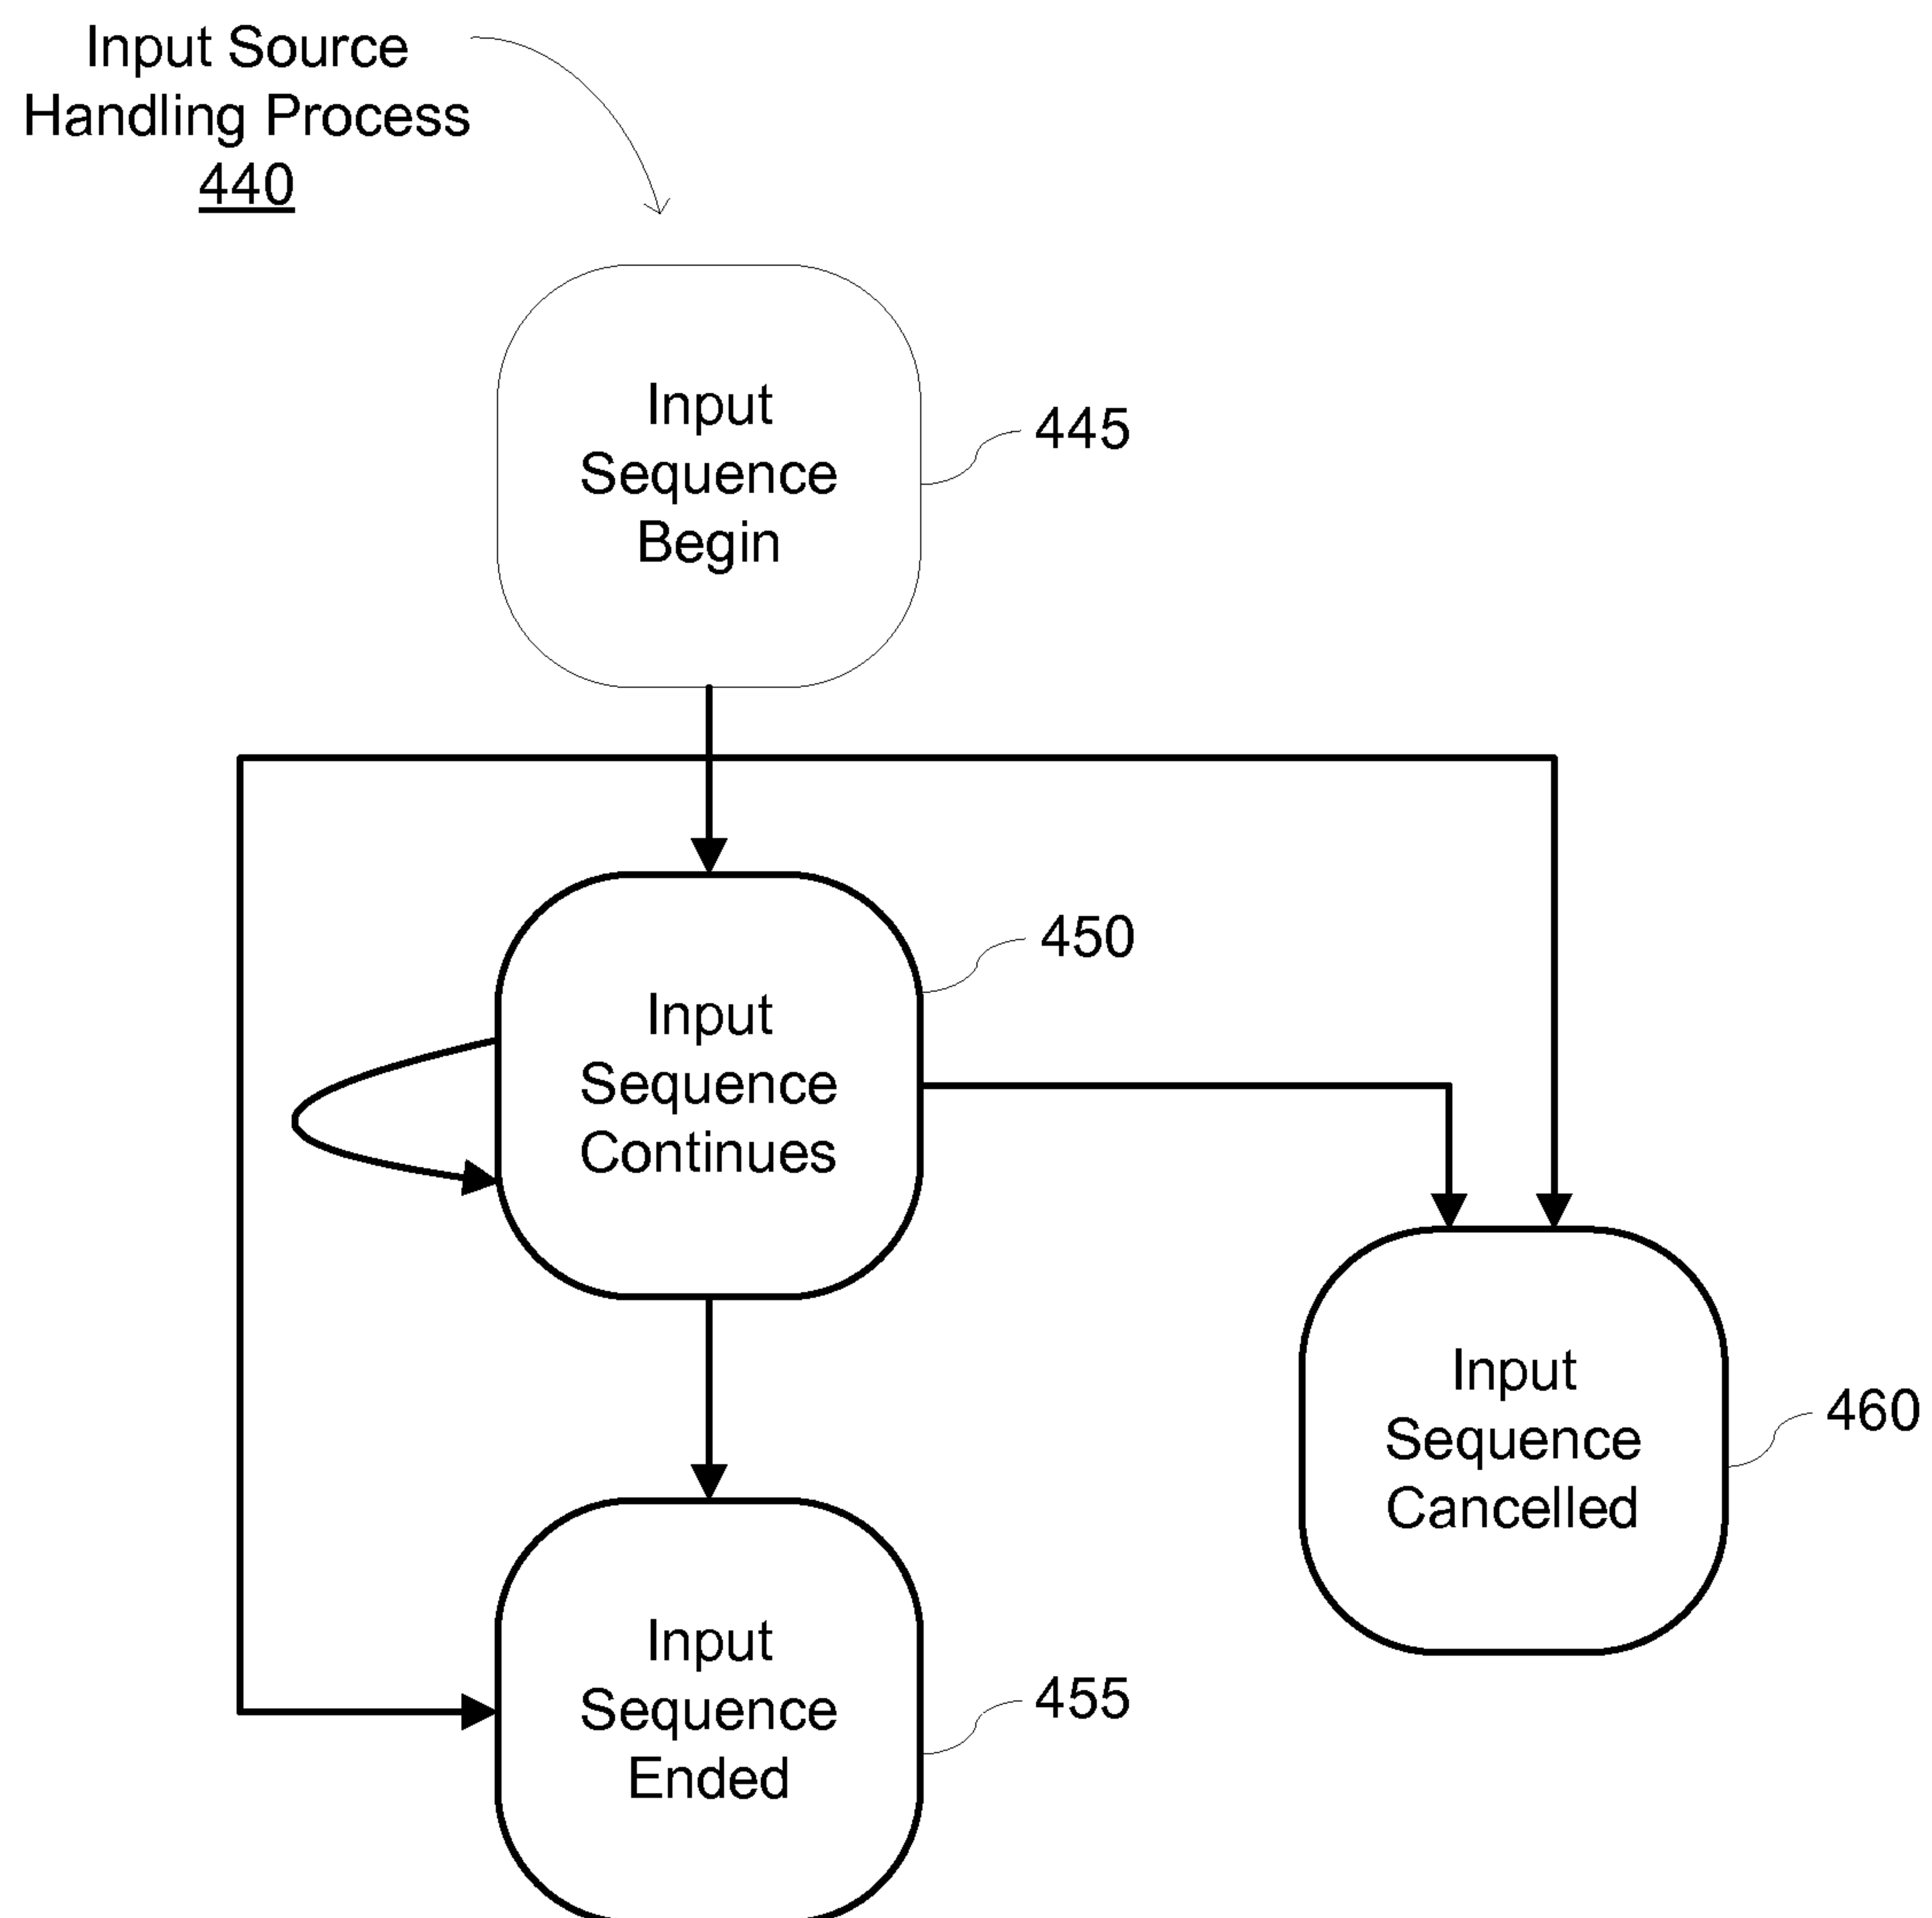 Input Source
Handling Process
440
Input
Sequence
Begin
445
Input
Sequence
Continues
450
Input
Sequence
Cancelled
460
Input
Sequence
Ended
455